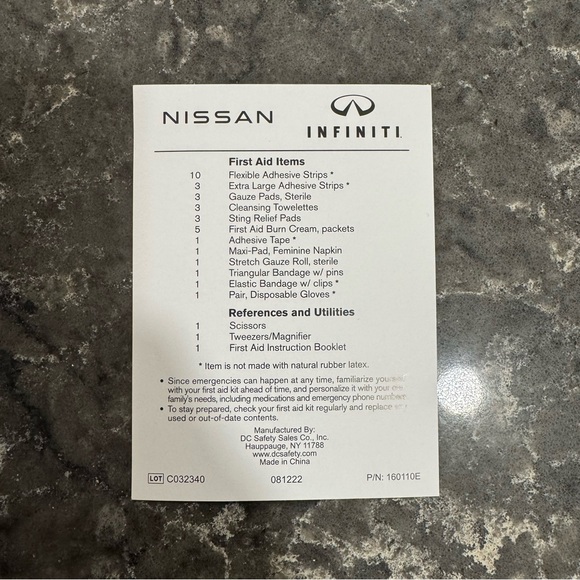 NISSAN
INFINITI
First Aid Items
10 Flexible Adhesive Strips *
3 Extra Large Adhesive Strips *
3 Gauze Pads, Sterile
3 Cleansing Towelettes
3 Sting Relief Pads
5 First Aid Burn Cream, packets
1 Adhesive Tape *
1 Maxi-Pad, Feminine Napkin
1 Stretch Gauze Roll, sterile
1 Triangular Bandage w/ pins
1 Elastic Bandage w/ clips *
1 Pair, Disposable Gloves *
References and Utilities
1 Scissors
1 Tweezers/Magnifier
1 First Aid Instruction Booklet
* Item is not made with natural rubber latex.
• Since emergencies can happen at any time, familiarize
with your first aid kit ahead of time, and personalize it with your
family's needs, including medications and emergency phone numbers.
• To stay prepared, check your first aid kit regularly and replace
used or out-of-date contents.
Manufactured By:
DC Safety Sales Co., Inc.
Hauppauge, NY 11788
www.dcsafety.com
Made in China
LOT C032340 081222 P/N: 160110E